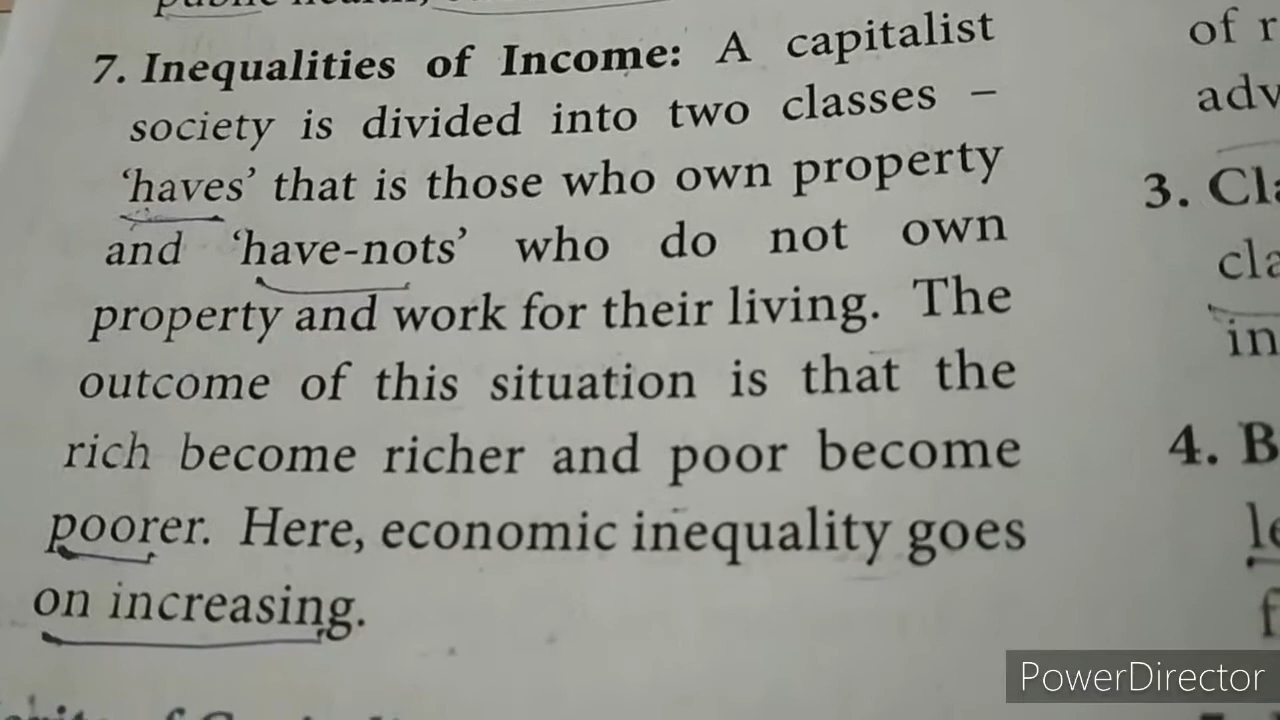 7. Inequalities of Income: A capitalist
society is divided into two classes –
‘haves’ that is those who own property
and ‘have-nots’ who do not own
property and work for their living. The
outcome of this situation is that the
rich become richer and poor become
poorer. Here, economic inequality goes
on increasing.
of r
adv
3. Cla
cla
in
4. B
PowerDirector